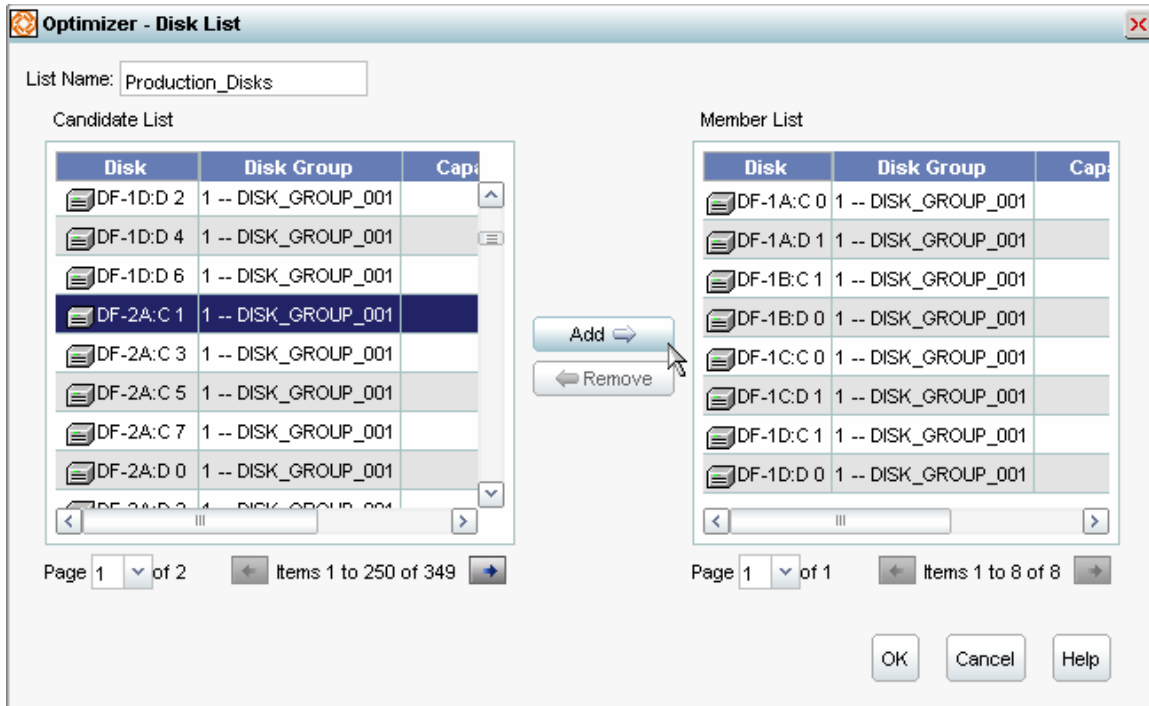 Optimizer - Disk List
List Name: Production_Disks
Candidate List
Disk Disk Group Capa
DF-1D:D 2 1 -- DISK_GROUP_001
DF-1D:D 4 1 -- DISK_GROUP_001
DF-1D:D 6 1 -- DISK_GROUP_001
DF-2A:C 1 1 -- DISK_GROUP_001
DF-2A:C 3 1 -- DISK_GROUP_001
DF-2A:C 5 1 -- DISK_GROUP_001
DF-2A:C 7 1 -- DISK_GROUP_001
DF-2A:D 0 1 -- DISK_GROUP_001
Page 1 of 2 Items 1 to 250 of 349
Add
Remove
Member List
Disk Disk Group Cap
DF-1A:C 0 1 -- DISK_GROUP_001
DF-1A:D 1 1 -- DISK_GROUP_001
DF-1B:C 1 1 -- DISK_GROUP_001
DF-1B:D 0 1 -- DISK_GROUP_001
DF-1C:C 0 1 -- DISK_GROUP_001
DF-1C:D 1 1 -- DISK_GROUP_001
DF-1D:C 1 1 -- DISK_GROUP_001
DF-1D:D 0 1 -- DISK_GROUP_001
Page 1 of 1 Items 1 to 8 of 8
OK Cancel Help